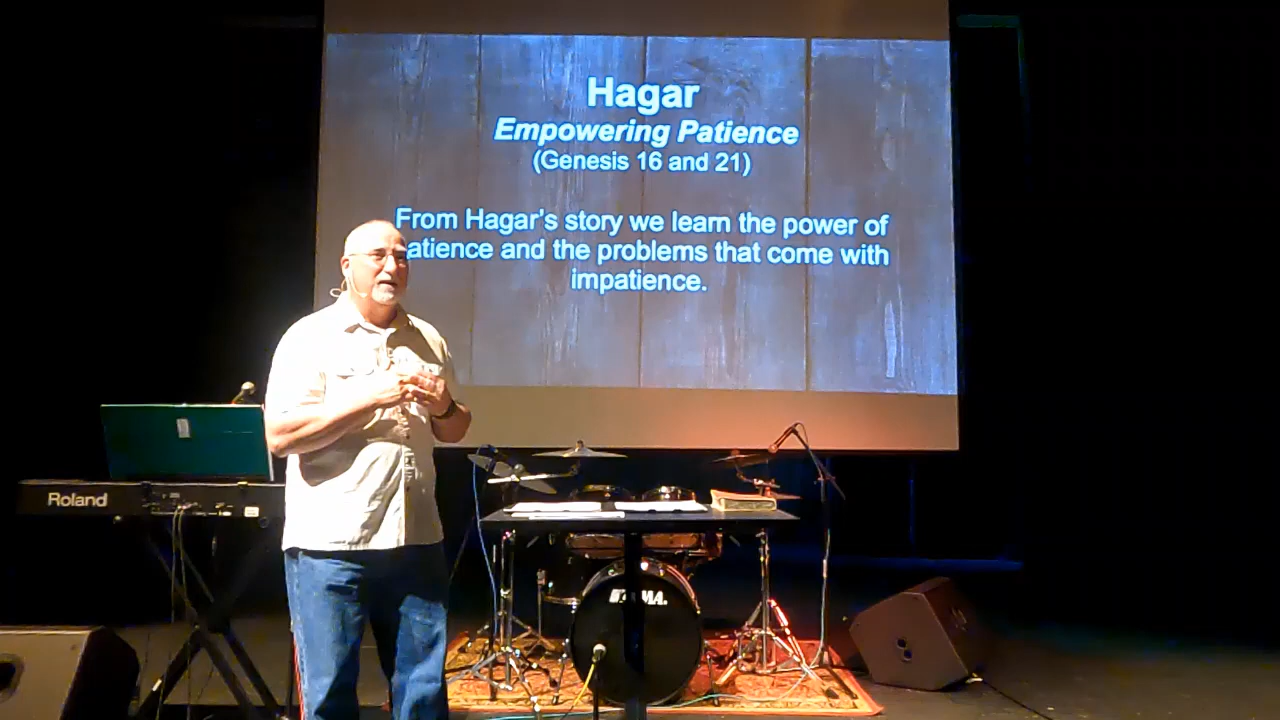 Hagar
Empowering Patience
(Genesis 16 and 21)
From Hagar's story we learn the power of
atience and the problems that come with
impatience.
Roland